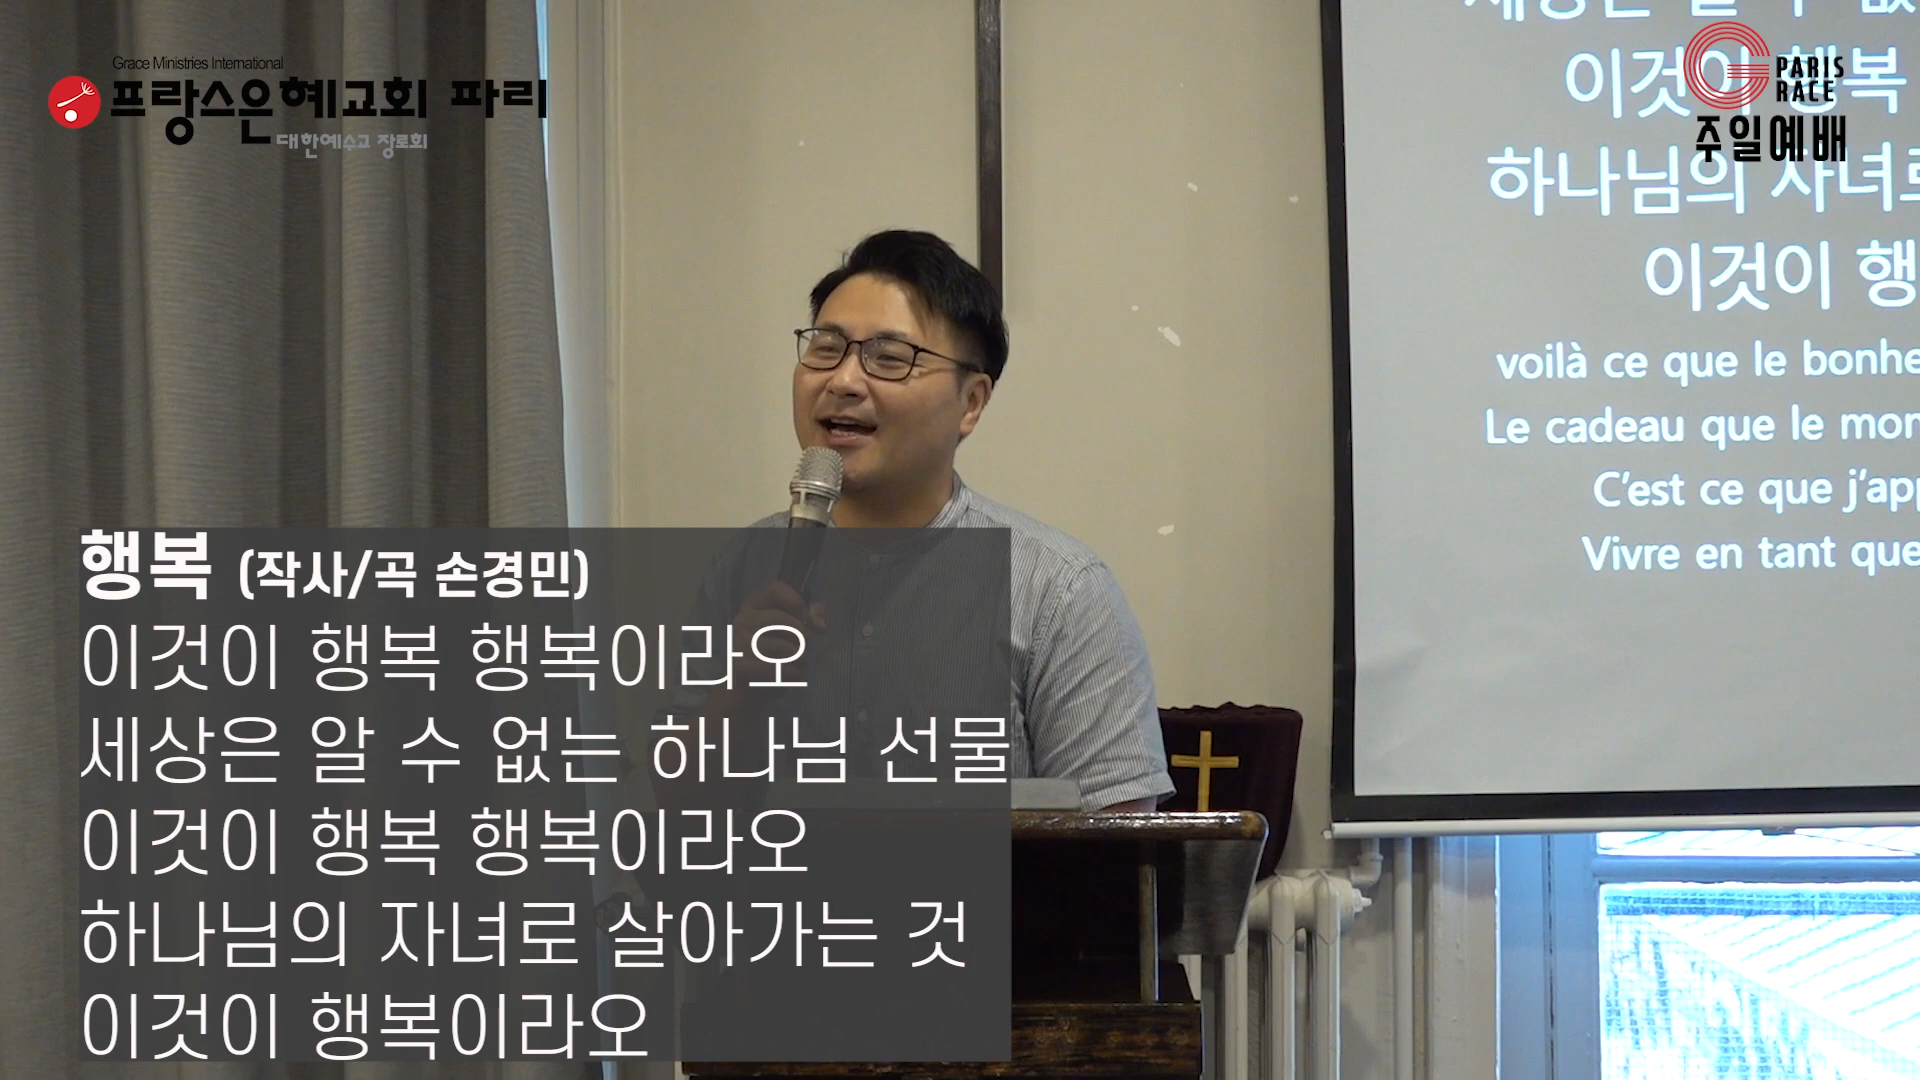 Grace Ministries International
프랑스은혜교회 파리
대한예수교 장로회
PARIS
RACE
주일예배
이것이 행복
하나님의 자녀로
이것이 행
voilà ce que le
Le cadeau que le
C'est ce que
Vivre en tant que
행복 (작사/곡 손경민)
이것이 행복 행복이라오
세상은 알 수 없는 하나님 선물
이것이 행복 행복이라오
하나님의 자녀로 살아가는 것
이것이 행복이라오